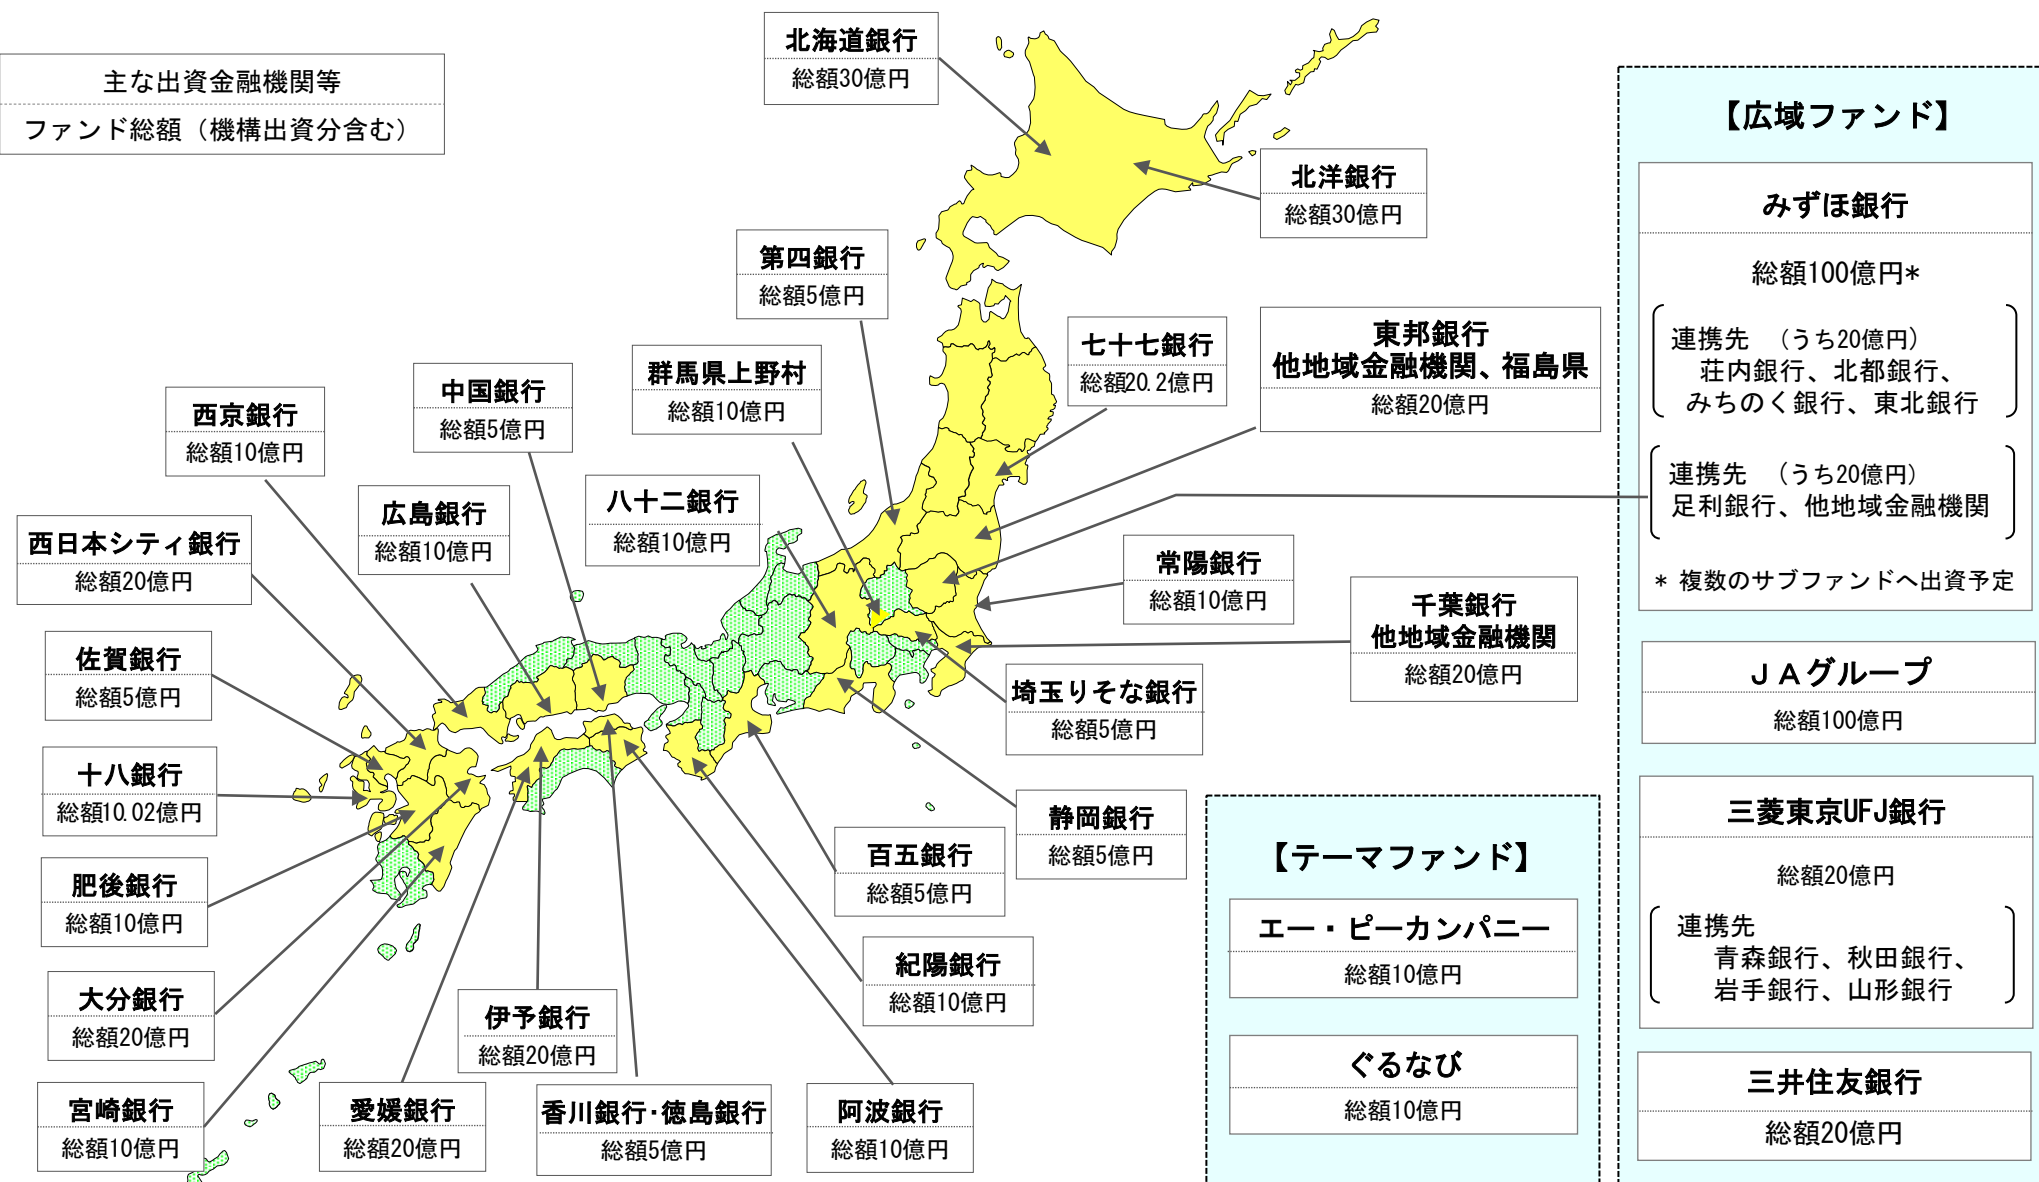 主な出資金融機関等
ファンド総額（機構出資分含む）
北海道銀行
総額30億円
北洋銀行
総額30億円
第四銀行
総額5億円
七十七銀行
総額20.2億円
東邦銀行
他地域金融機関、福島県
総額20億円
群馬県上野村
総額10億円
中国銀行
総額5億円
西京銀行
総額10億円
八十二銀行
総額10億円
広島銀行
総額10億円
西日本シティ銀行
総額20億円
常陽銀行
総額10億円
千葉銀行
他地域金融機関
総額20億円
佐賀銀行
総額5億円
埼玉りそな銀行
総額5億円
十八銀行
総額10.02億円
静岡銀行
総額5億円
百五銀行
総額5億円
肥後銀行
総額10億円
紀陽銀行
総額10億円
大分銀行
総額20億円
伊予銀行
総額20億円
宮崎銀行
総額10億円
愛媛銀行
総額20億円
香川銀行･徳島銀行
総額5億円
阿波銀行
総額10億円
【テーマファンド】
エー・ピーカンパニー
総額10億円
ぐるなび
総額10億円
【広域ファンド】
みずほ銀行
総額100億円*
連携先　（うち20億円）
荘内銀行、北都銀行、
みちのく銀行、東北銀行
連携先　（うち20億円）
足利銀行、他地域金融機関
* 複数のサブファンドへ出資予定
ＪＡグループ
総額100億円
三菱東京UFJ銀行
総額20億円
連携先
青森銀行、秋田銀行、
岩手銀行、山形銀行
三井住友銀行
総額20億円